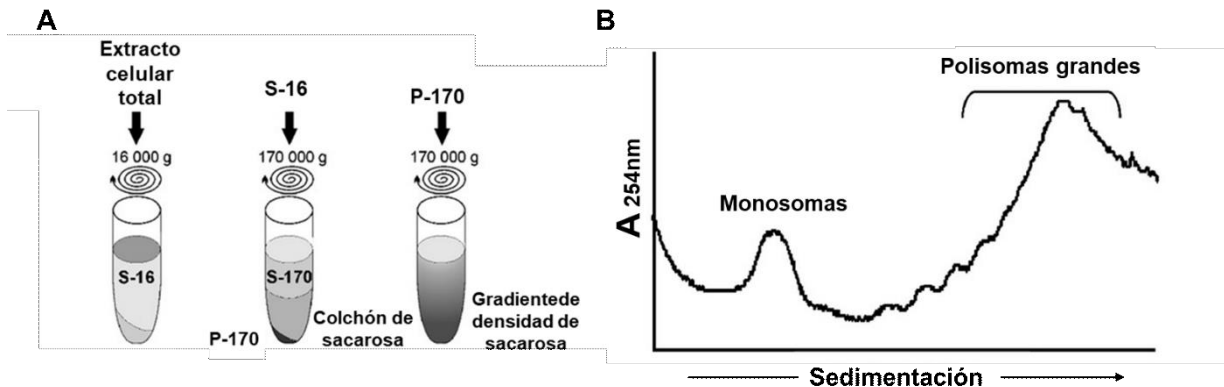 A
Extracto
celular
total
16 000 g
S-16
S-16
170 000 g
S-170
P-170
Colchón de
sacarosa
P-170
170 000 g
Gradientede
densidad de
sacarosa
B
Polisomas grandes
Monosomas
A 254nm
Sedimentación